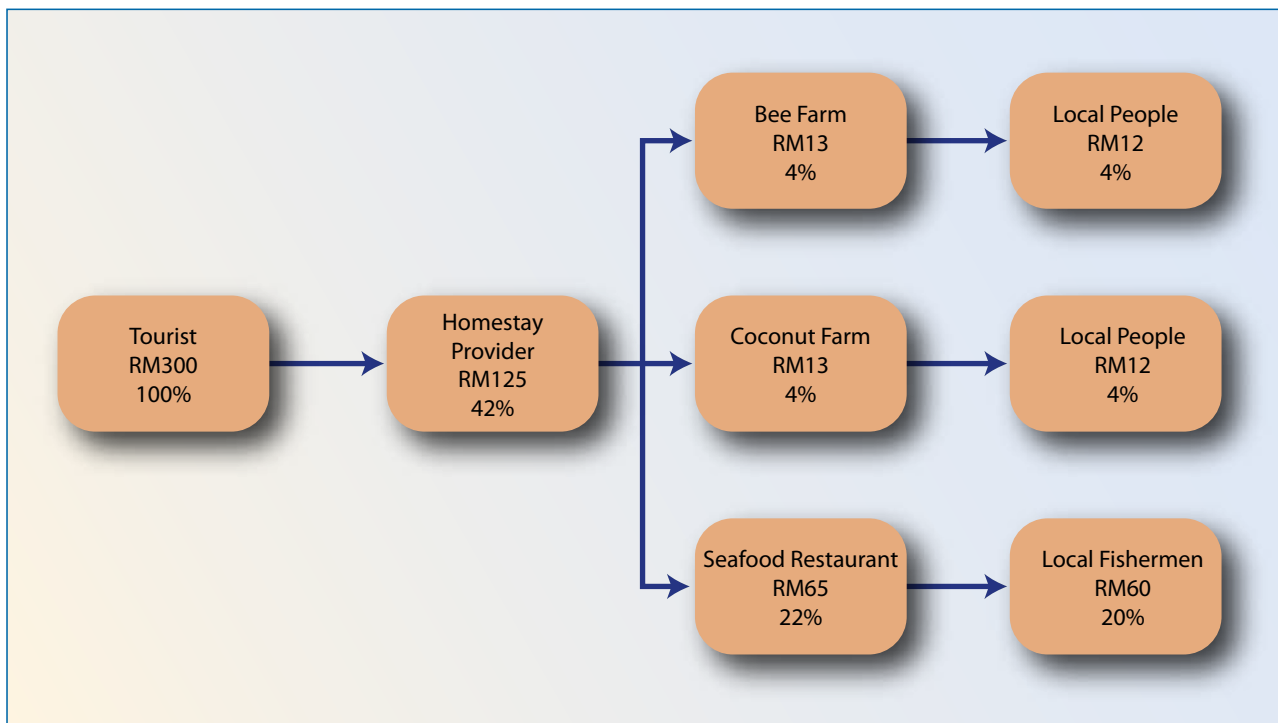 Tourist
RM300
100%
Homestay
Provider
RM125
42%
Bee Farm
RM13
4%
Local People
RM12
4%
Coconut Farm
RM13
4%
Local People
RM12
4%
Seafood Restaurant
RM65
22%
Local Fishermen
RM60
20%